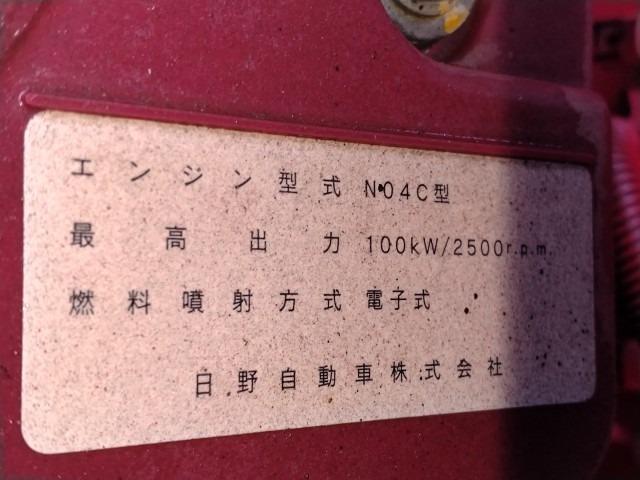 エンジン型式 N04C型
最高出力 100kW/2500r.p.m.
燃料噴射方式 電子式
日野自動車株式会社